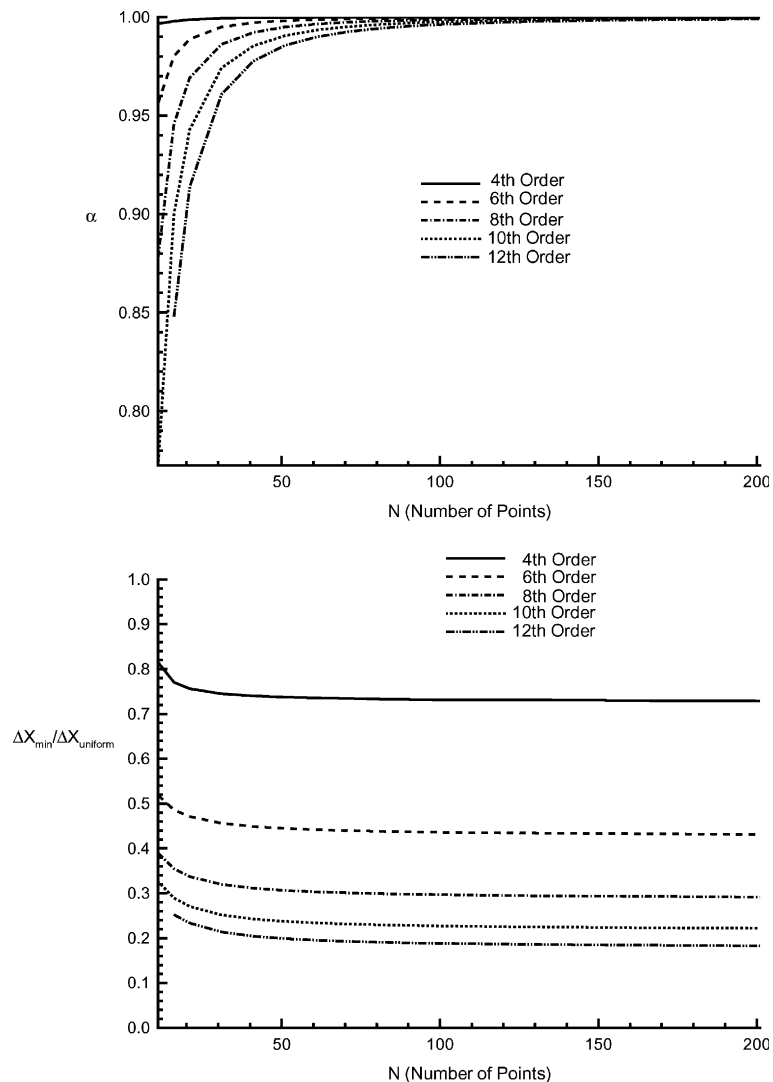 1.00
0.95
0.90
0.85
0.80
α
4th Order
6th Order
8th Order
10th Order
12th Order
50
100
150
200
N (Number of Points)
4th Order
6th Order
8th Order
10th Order
12th Order
1.0
0.9
0.8
0.7
0.6
0.5
0.4
0.3
0.2
0.1
0.0
ΔXmin/ΔXuniform
50
100
150
200
N (Number of Points)